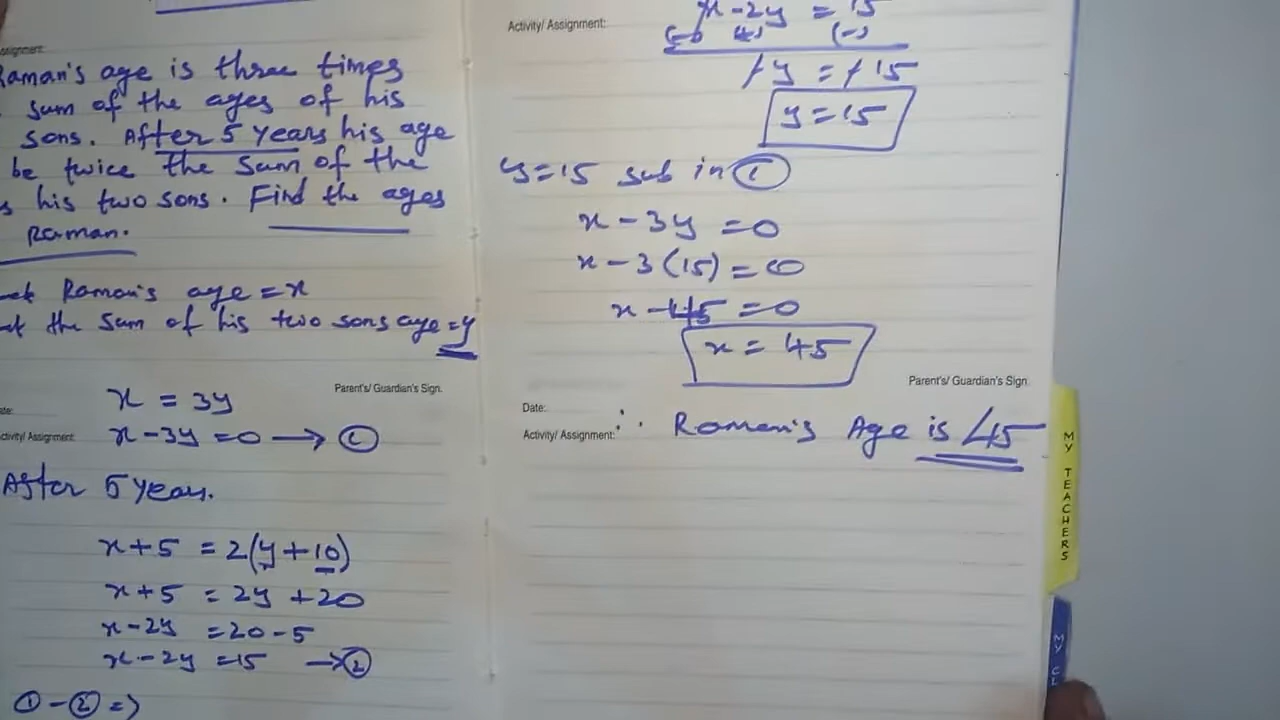 Assignment:
Raman's age is three times
sum of the ages of his
sons. After 5 years his age
be twice the sum of the
his two sons. Find the ages
Raman.
Raman's age = x
the sum of his two sons age = y
Parent's/ Guardian's Sign.
x = 3y
Activity/ Assignment:
x - 3y = 0 → ①
After 5 years.
x + 5 = 2(y + 10)
x + 5 = 2y + 20
x - 2y = 20 - 5
x - 2y = 15 → ②
① - ② ⇒
Activity/ Assignment:
x - 2y = 15
(-) (+) (-)
y = 15
y = 15
y = 15 sub in ①
x - 3y = 0
x - 3(15) = 0
x - 45 = 0
x = 45
Parent's/ Guardian's Sign
Date:
Activity/ Assignment:
∴ Raman's Age is 45
MY TEACHERS
MY